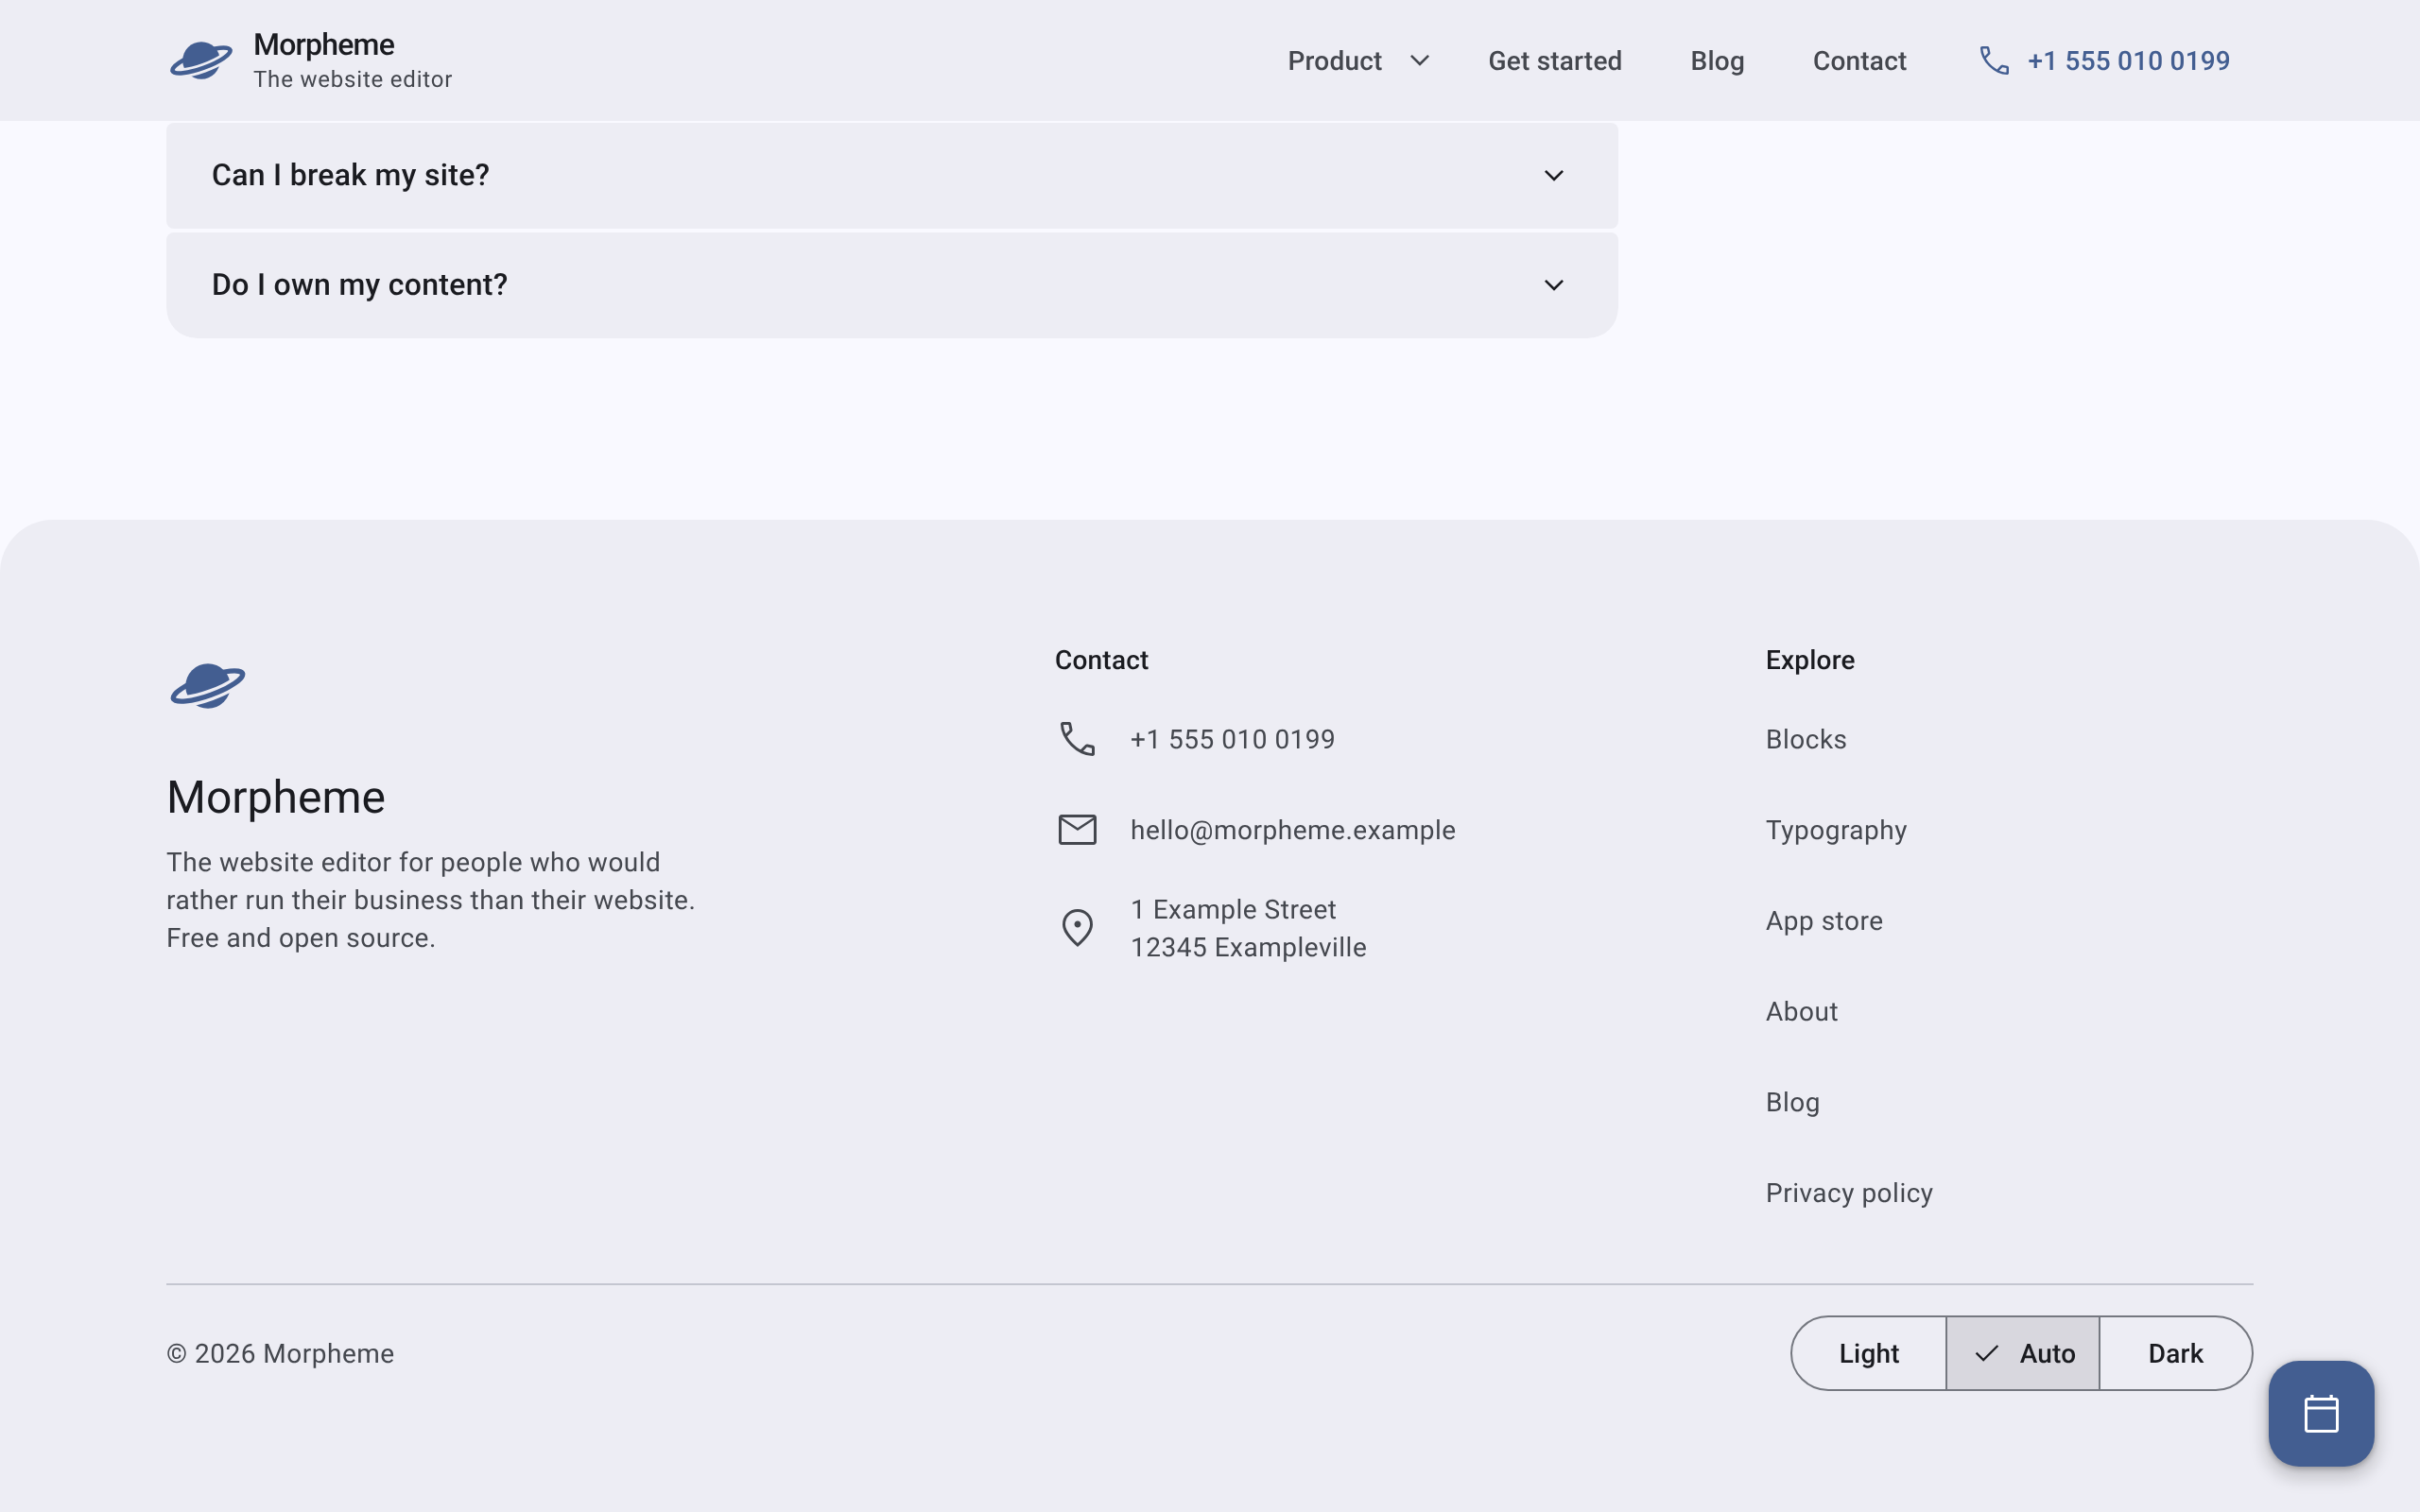 Morpheme
The website editor
Product
Get started
Blog
Contact
+1 555 010 0199
Can I break my site?
Do I own my content?
Morpheme
The website editor for people who would
rather run their business than their website.
Free and open source.
Contact
+1 555 010 0199
hello@morpheme.example
1 Example Street
12345 Exampleville
Explore
Blocks
Typography
App store
About
Blog
Privacy policy
© 2026 Morpheme
Light
Auto
Dark